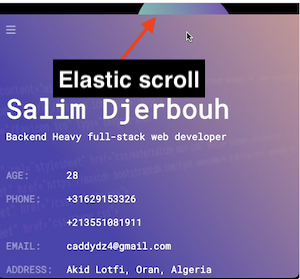 Elastic scroll
Salim Djerbouh
Backend Heavy full-stack web developer
AGE: 28
PHONE: +31629153326
+213551081911
EMAIL: caddydz4@gmail.com
ADDRESS: Akid Lotfi, Oran, Algeria